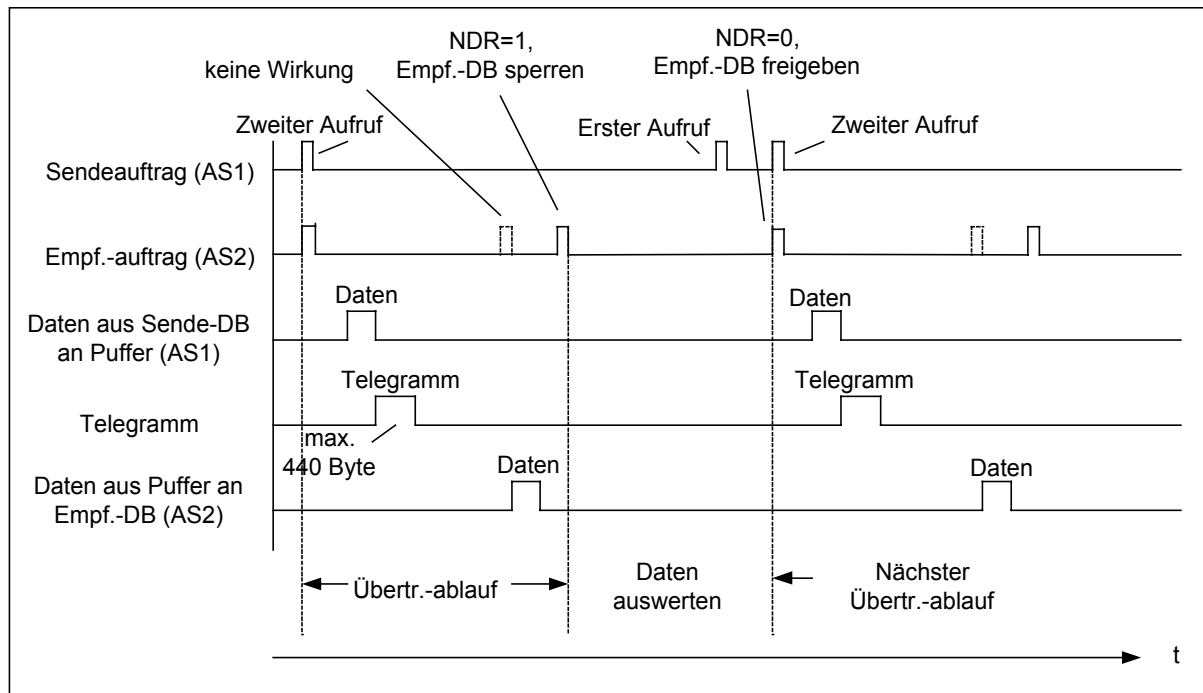 NDR=1,
Empf.-DB sperren
NDR=0,
Empf.-DB freigeben
keine Wirkung
Zweiter Aufruf
Erster Aufruf
Zweiter Aufruf
Sendeauftrag (AS1)
Empf.-auftrag (AS2)
Daten
Daten
Daten aus Sende-DB
an Puffer (AS1)
Telegramm
Telegramm
Telegramm
max.
440 Byte
Daten
Daten
Daten aus Puffer an
Empf.-DB (AS2)
Übertr.-ablauf
Daten
auswerten
Nächster
Übertr.-ablauf
t